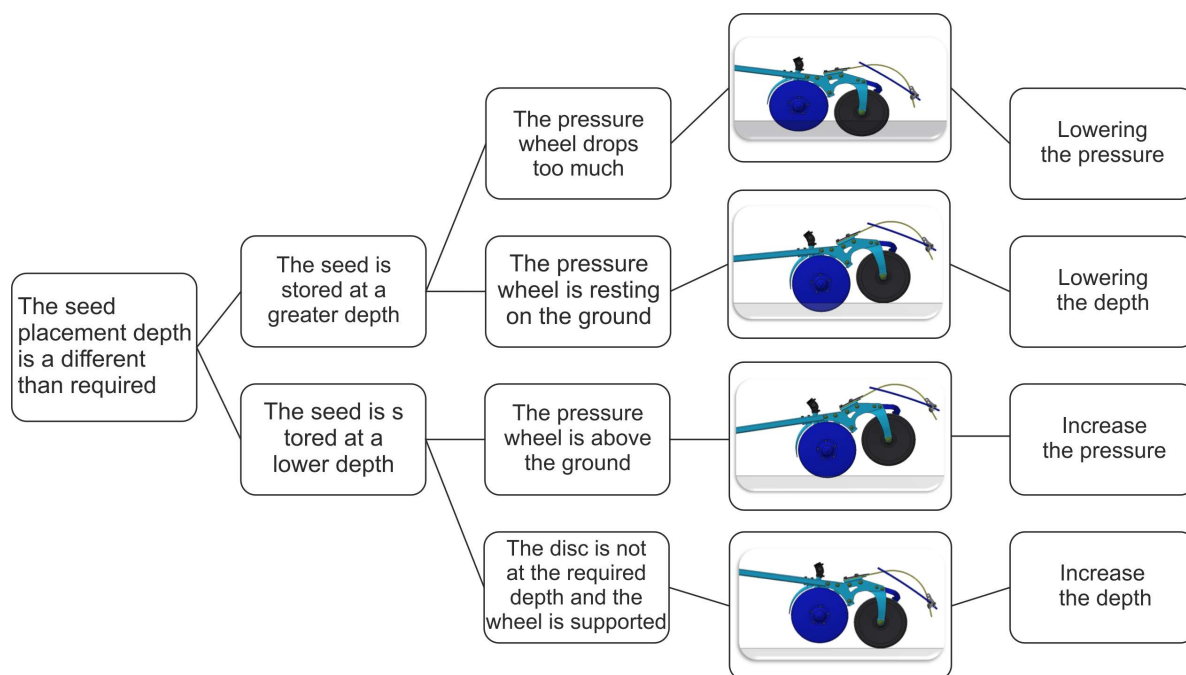 The seed
placement depth
is a different
than required
The seed is
stored at a
greater depth
The seed is s
tored at a
lower depth
The pressure
wheel drops
too much
The pressure
wheel is resting
on the ground
The pressure
wheel is above
the ground
The disc is not
at the required
depth and the
wheel is supported
Lowering
the pressure
Lowering
the depth
Increase
the pressure
Increase
the depth